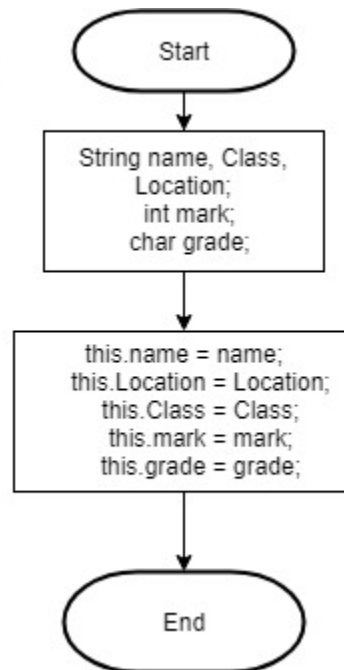 Start
String name, Class,
Location;
int mark;
char grade;
this.name = name;
this.Location = Location;
this.Class = Class;
this.mark = mark;
this.grade = grade;
End